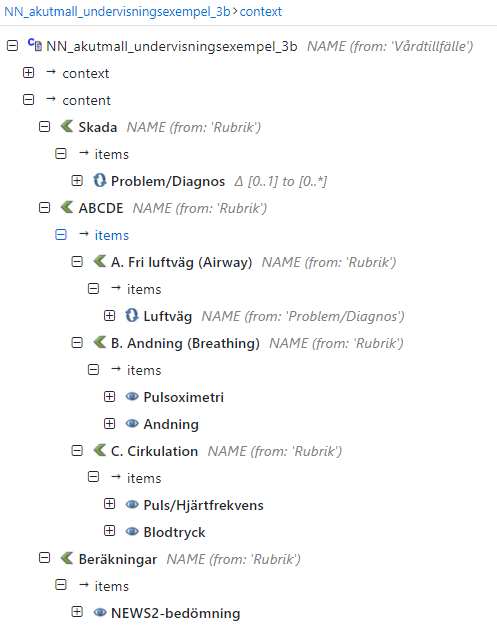 NN_akutmall_undervisningsexempel_3b › context
NN_akutmall_undervisningsexempel_3b NAME (from: 'Vårdtillfälle')
→ context
→ content
Skada NAME (from: 'Rubrik')
→ items
Problem/Diagnos Δ [0..1] to [0..*]
ABCDE NAME (from: 'Rubrik')
→ items
A. Fri luftväg (Airway) NAME (from: 'Rubrik')
→ items
Luftväg NAME (from: 'Problem/Diagnos')
B. Andning (Breathing) NAME (from: 'Rubrik')
→ items
Pulsoximetri
Andning
C. Cirkulation NAME (from: 'Rubrik')
→ items
Puls/Hjärtfrekvens
Blodtryck
Beräkningar NAME (from: 'Rubrik')
→ items
NEWS2-bedömning